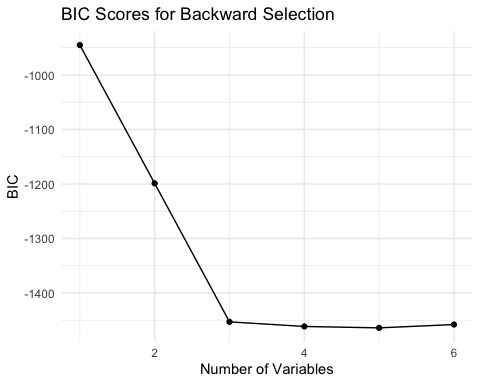 BIC Scores for Backward Selection
-1000
-1100
-1200
-1300
-1400
BIC
2
4
6
Number of Variables